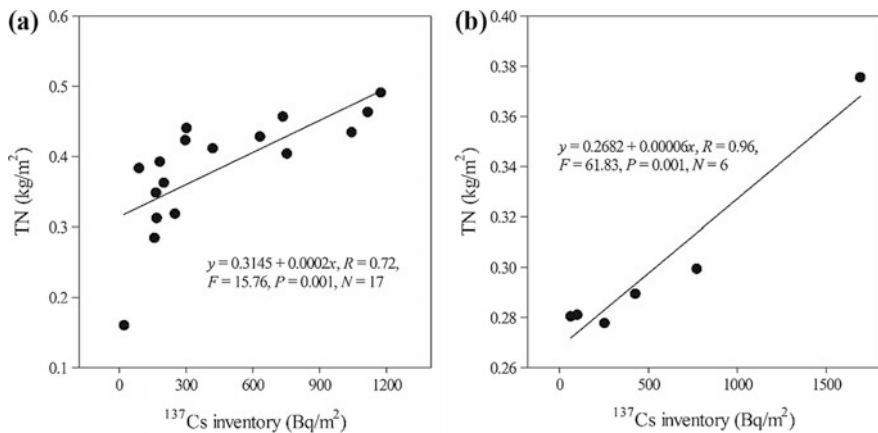 (a)
0.6
0.5
0.4
0.3
0.2
0.1
TN (kg/m²)
y = 0.3145 + 0.0002x, R = 0.72,
F = 15.76, P = 0.001, N = 17
0 300 600 900 1200
¹³⁷Cs inventory (Bq/m²)
(b)
0.40
0.38
0.36
0.34
0.32
0.30
0.28
0.26
TN (kg/m²)
y = 0.2682 + 0.00006x, R = 0.96,
F = 61.83, P = 0.001, N = 6
0 500 1000 1500
¹³⁷Cs inventory (Bq/m²)